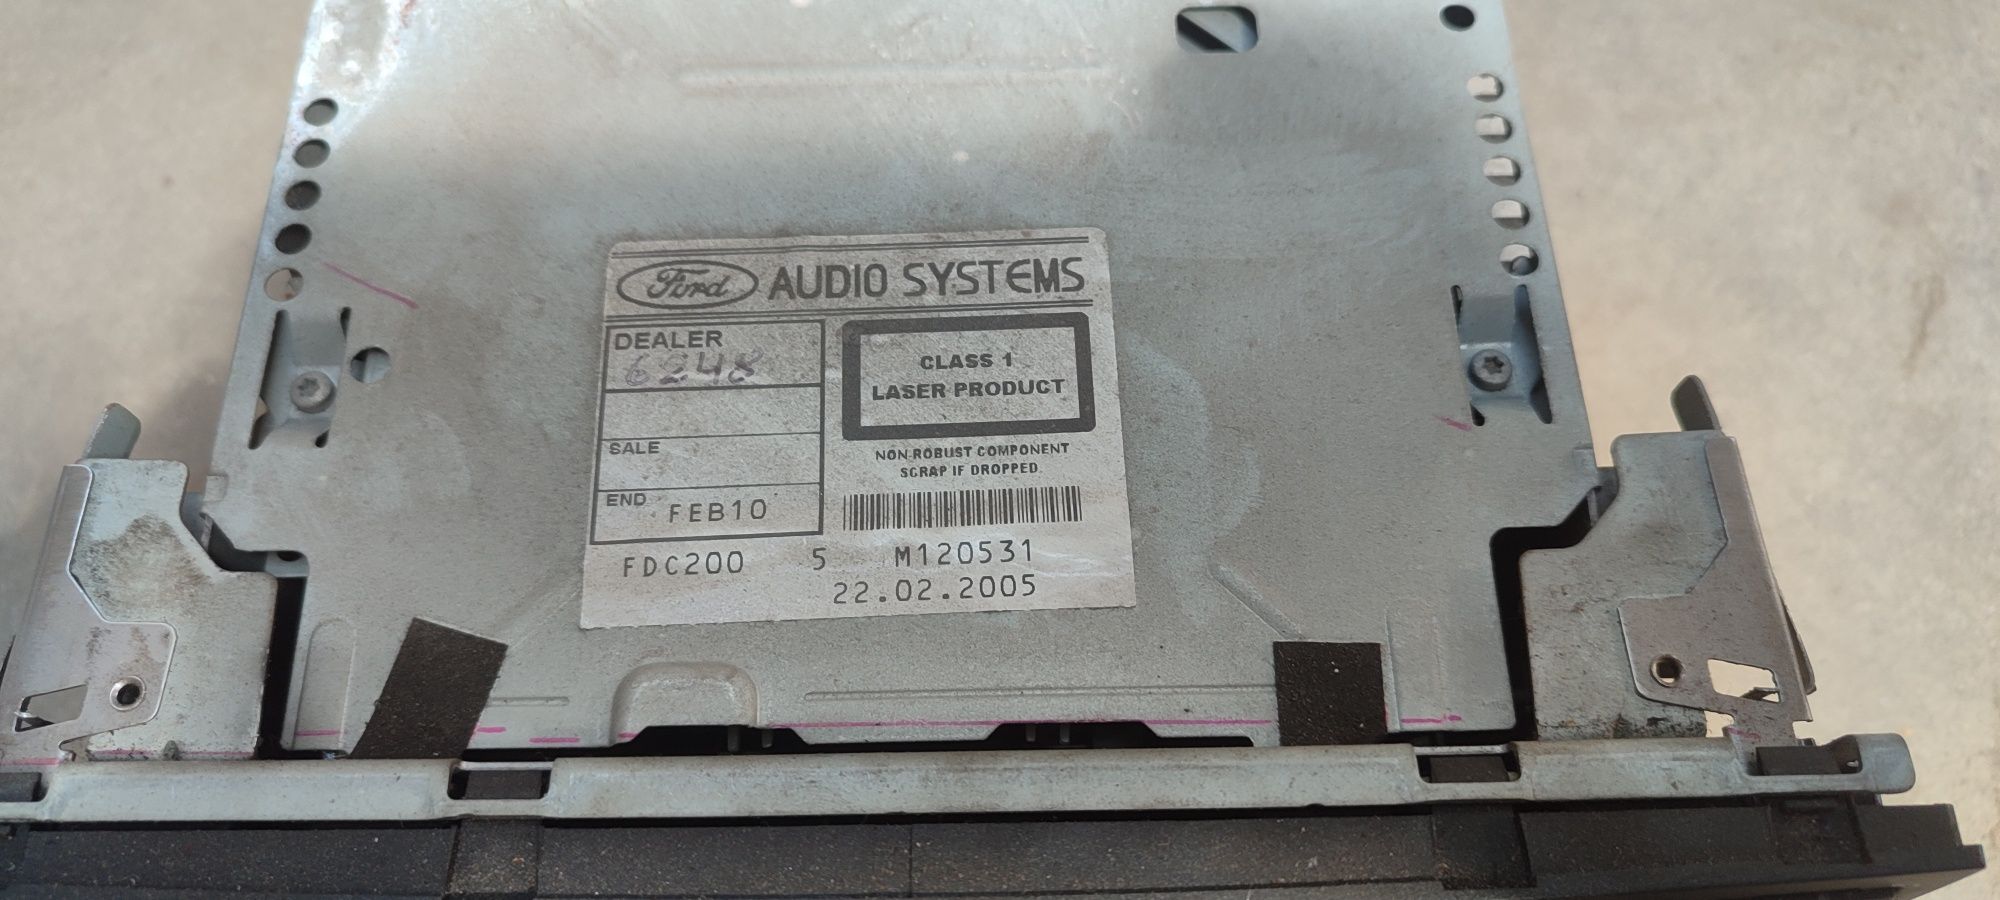 Ford AUDIO SYSTEMS
DEALER
6248
SALE
END FEB10
CLASS 1
LASER PRODUCT
NON-ROBUST COMPONENT
SCRAP IF DROPPED
FDC200 5 M120531
22.02.2005